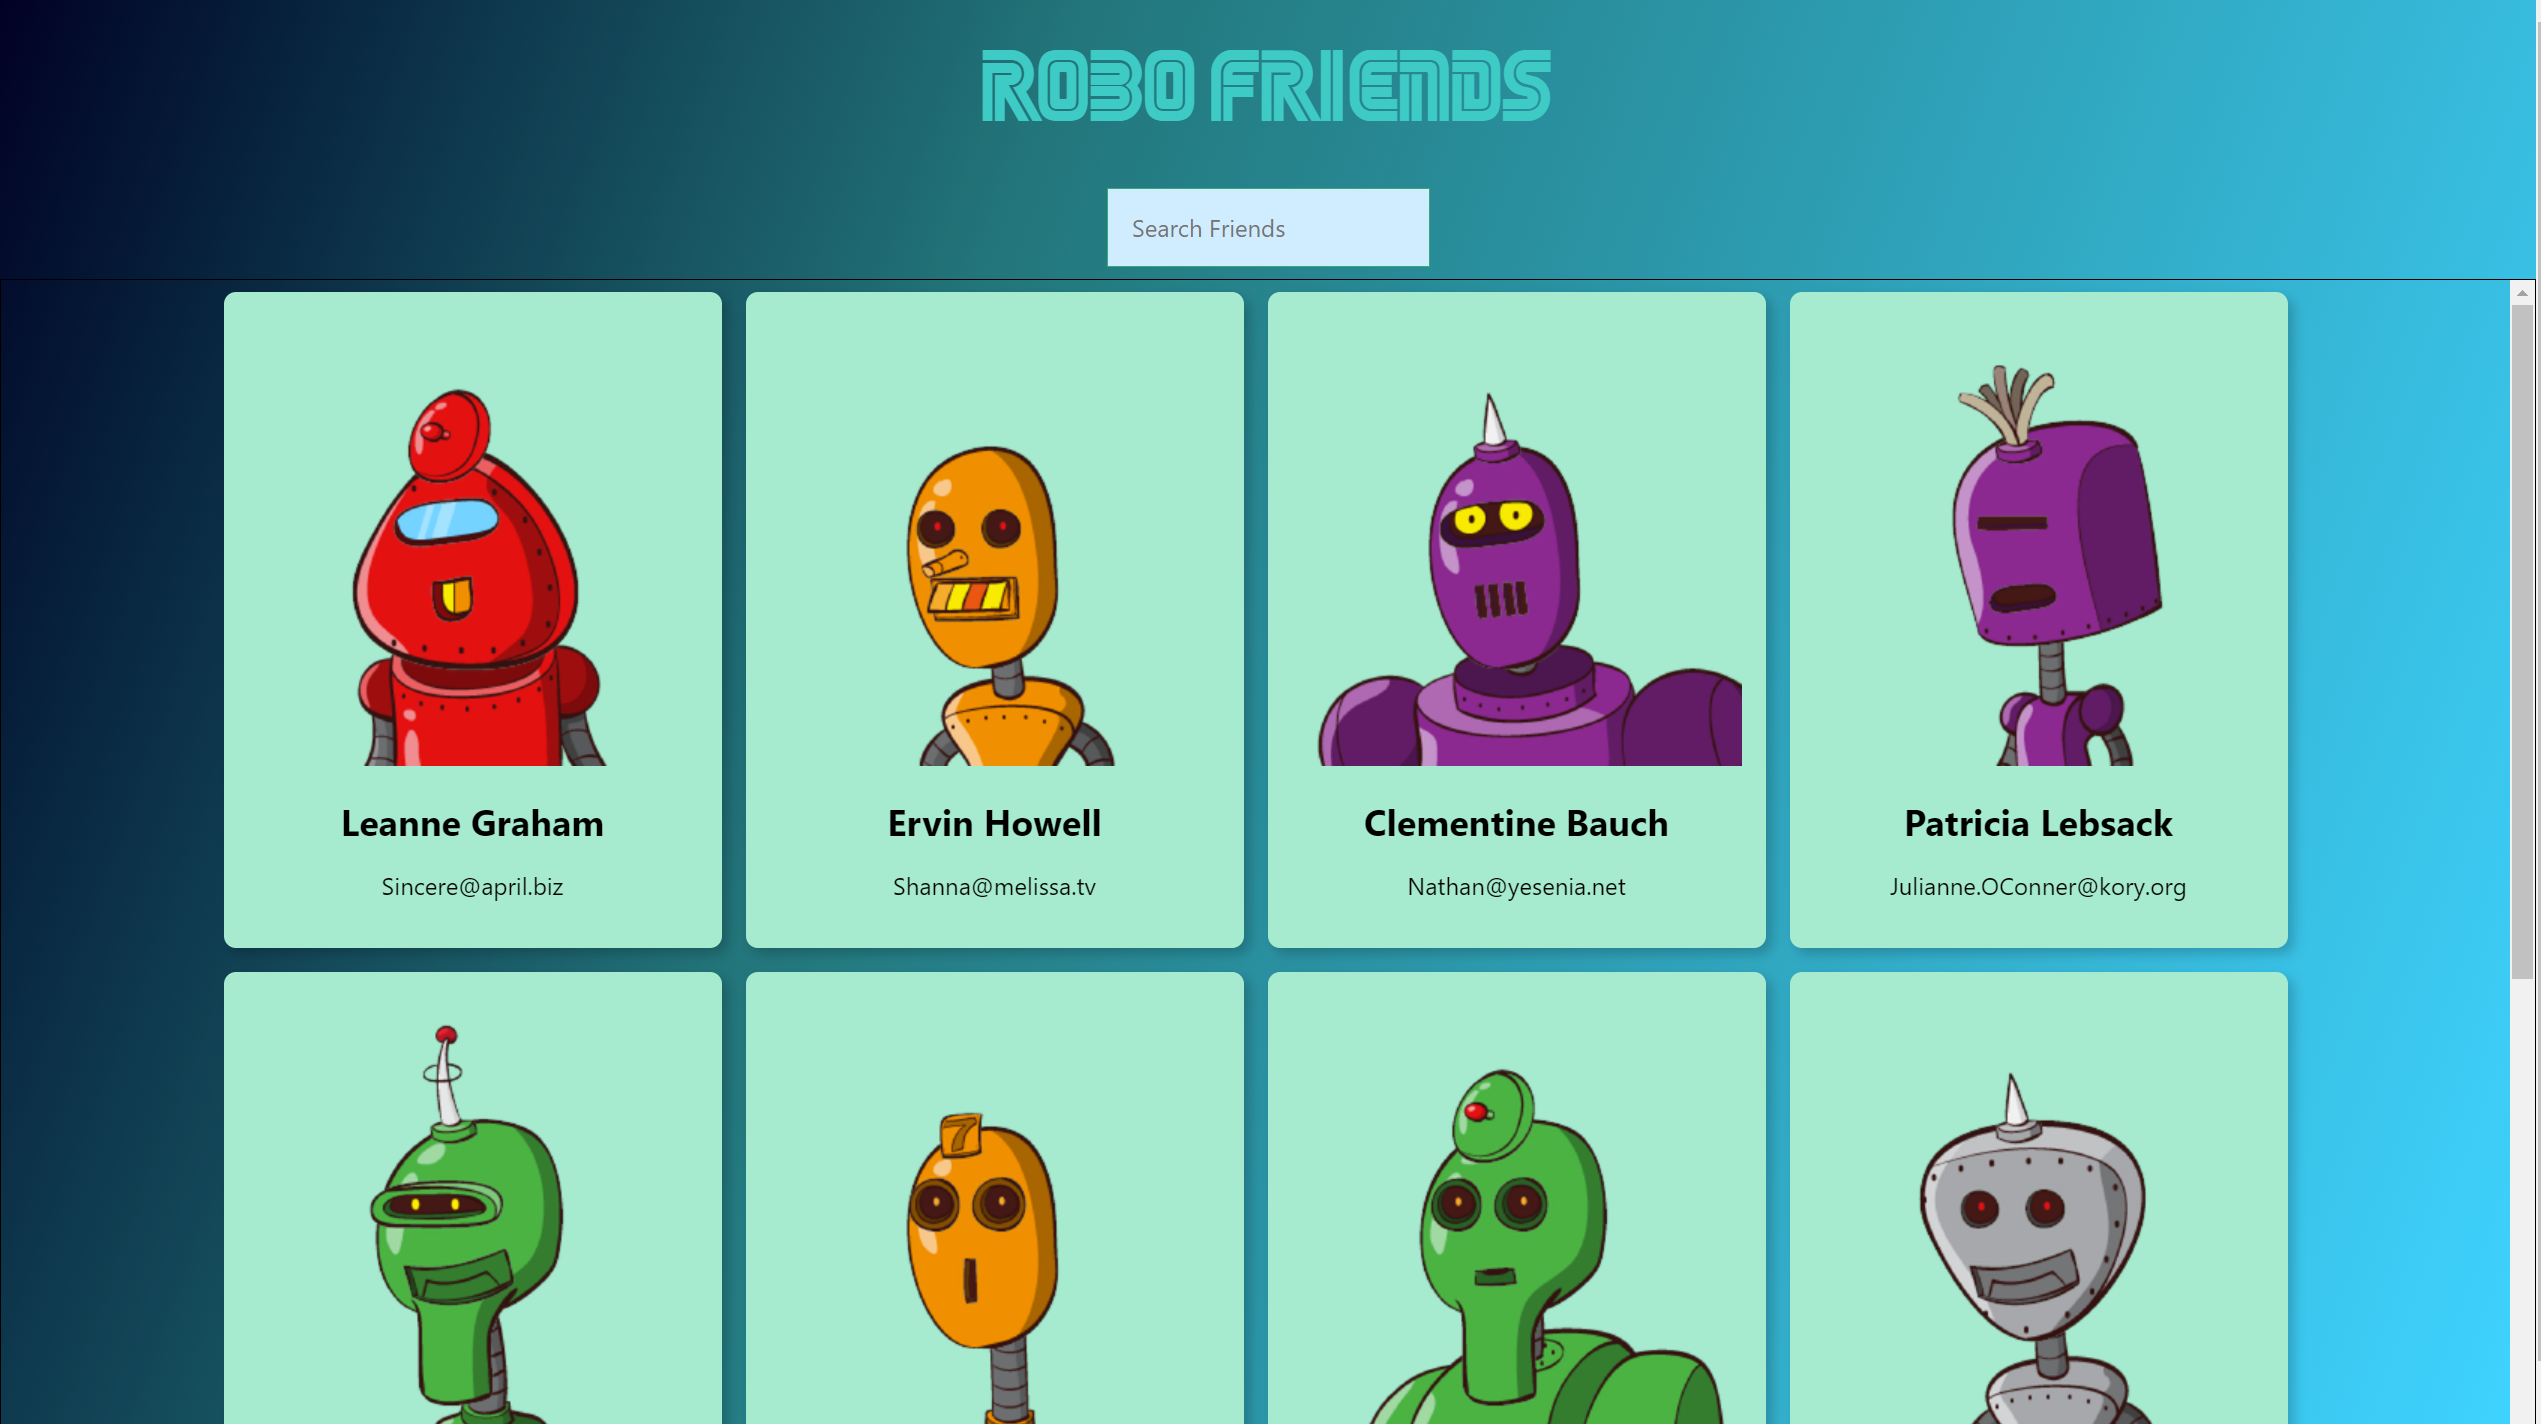 ROBO FRIENDS
Search Friends
Leanne Graham
Ervin Howell
Clementine Bauch
Patricia Lebsack
Sincere@april.biz
Shanna@melissa.tv
Nathan@yesenia.net
Julianne.OConner@kory.org
7